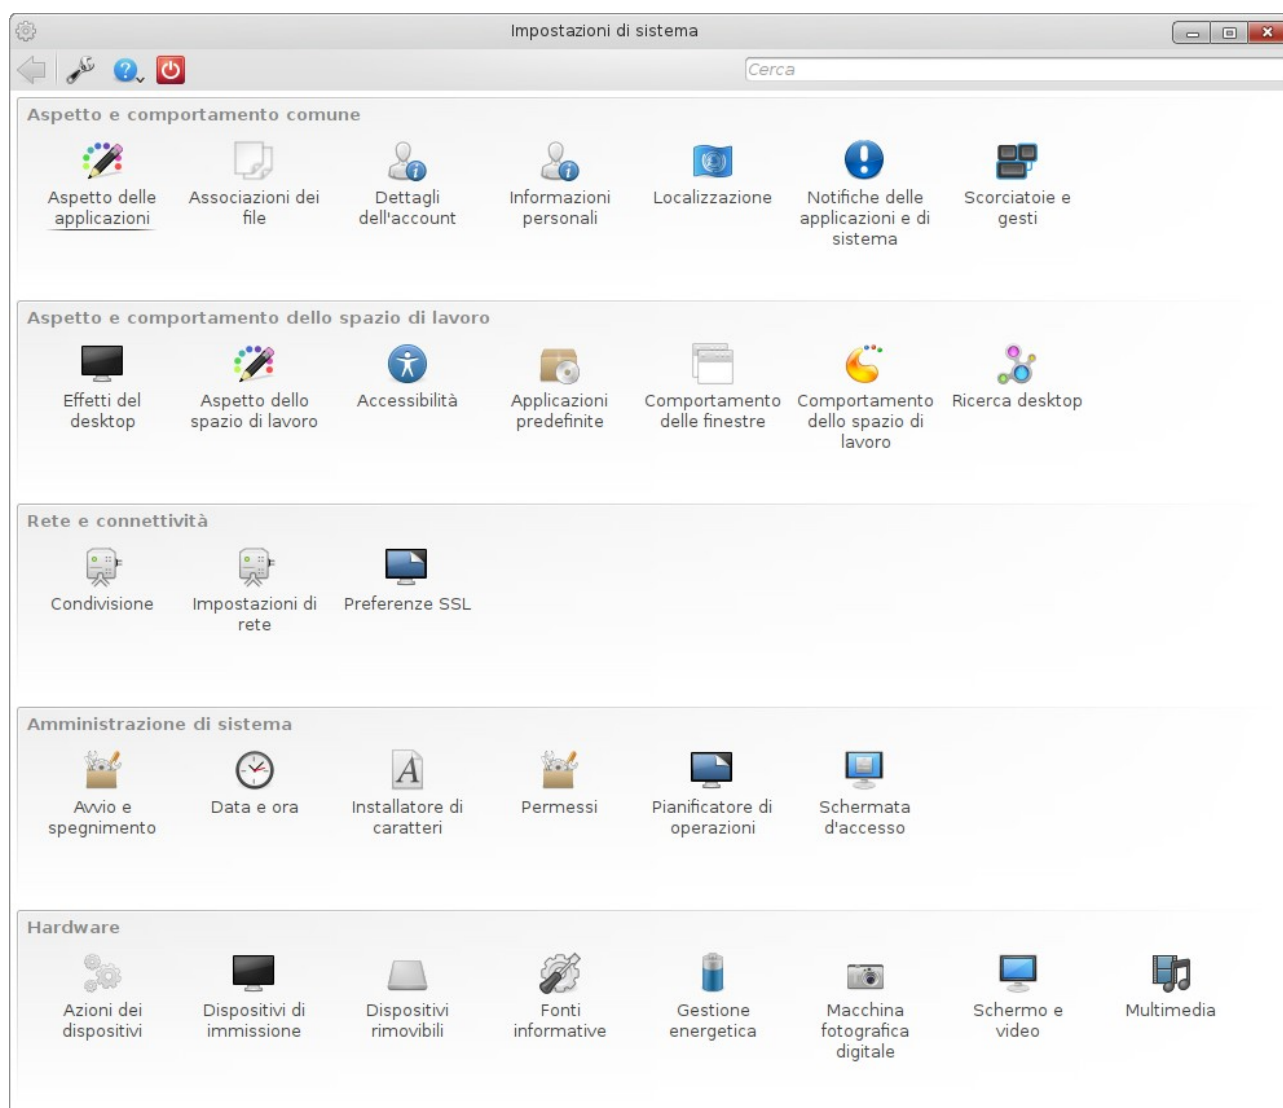 Impostazioni di sistema
Cerca
Aspetto e comportamento comune
Aspetto delle
applicazioni
Associazioni dei
file
Dettagli
dell'account
Informazioni
personali
Localizzazione
Notifiche delle
applicazioni e di
sistema
Scorciatoie e
gesti
Aspetto e comportamento dello spazio di lavoro
Effetti del
desktop
Aspetto dello
spazio di lavoro
Accessibilità
Applicazioni
predefinite
Comportamento
delle finestre
Comportamento
dello spazio di
lavoro
Ricerca desktop
Rete e connettività
Condivisione
Impostazioni di
rete
Preferenze SSL
Amministrazione di sistema
Avvio e
spegnimento
Data e ora
Installatore di
caratteri
Permessi
Pianificatore di
operazioni
Schermata
d'accesso
Hardware
Azioni dei
dispositivi
Dispositivi di
immissione
Dispositivi
rimovibili
Fonti
informative
Gestione
energetica
Macchina
fotografica
digitale
Schermo e
video
Multimedia